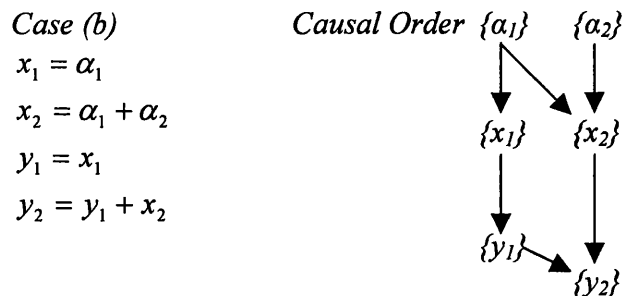 Case (b) Causal Order {α₁} {α₂}
x₁ = α₁
x₂ = α₁ + α₂
{x₁} {x₂}
y₁ = x₁
y₂ = y₁ + x₂
{y₁}
{y₂}